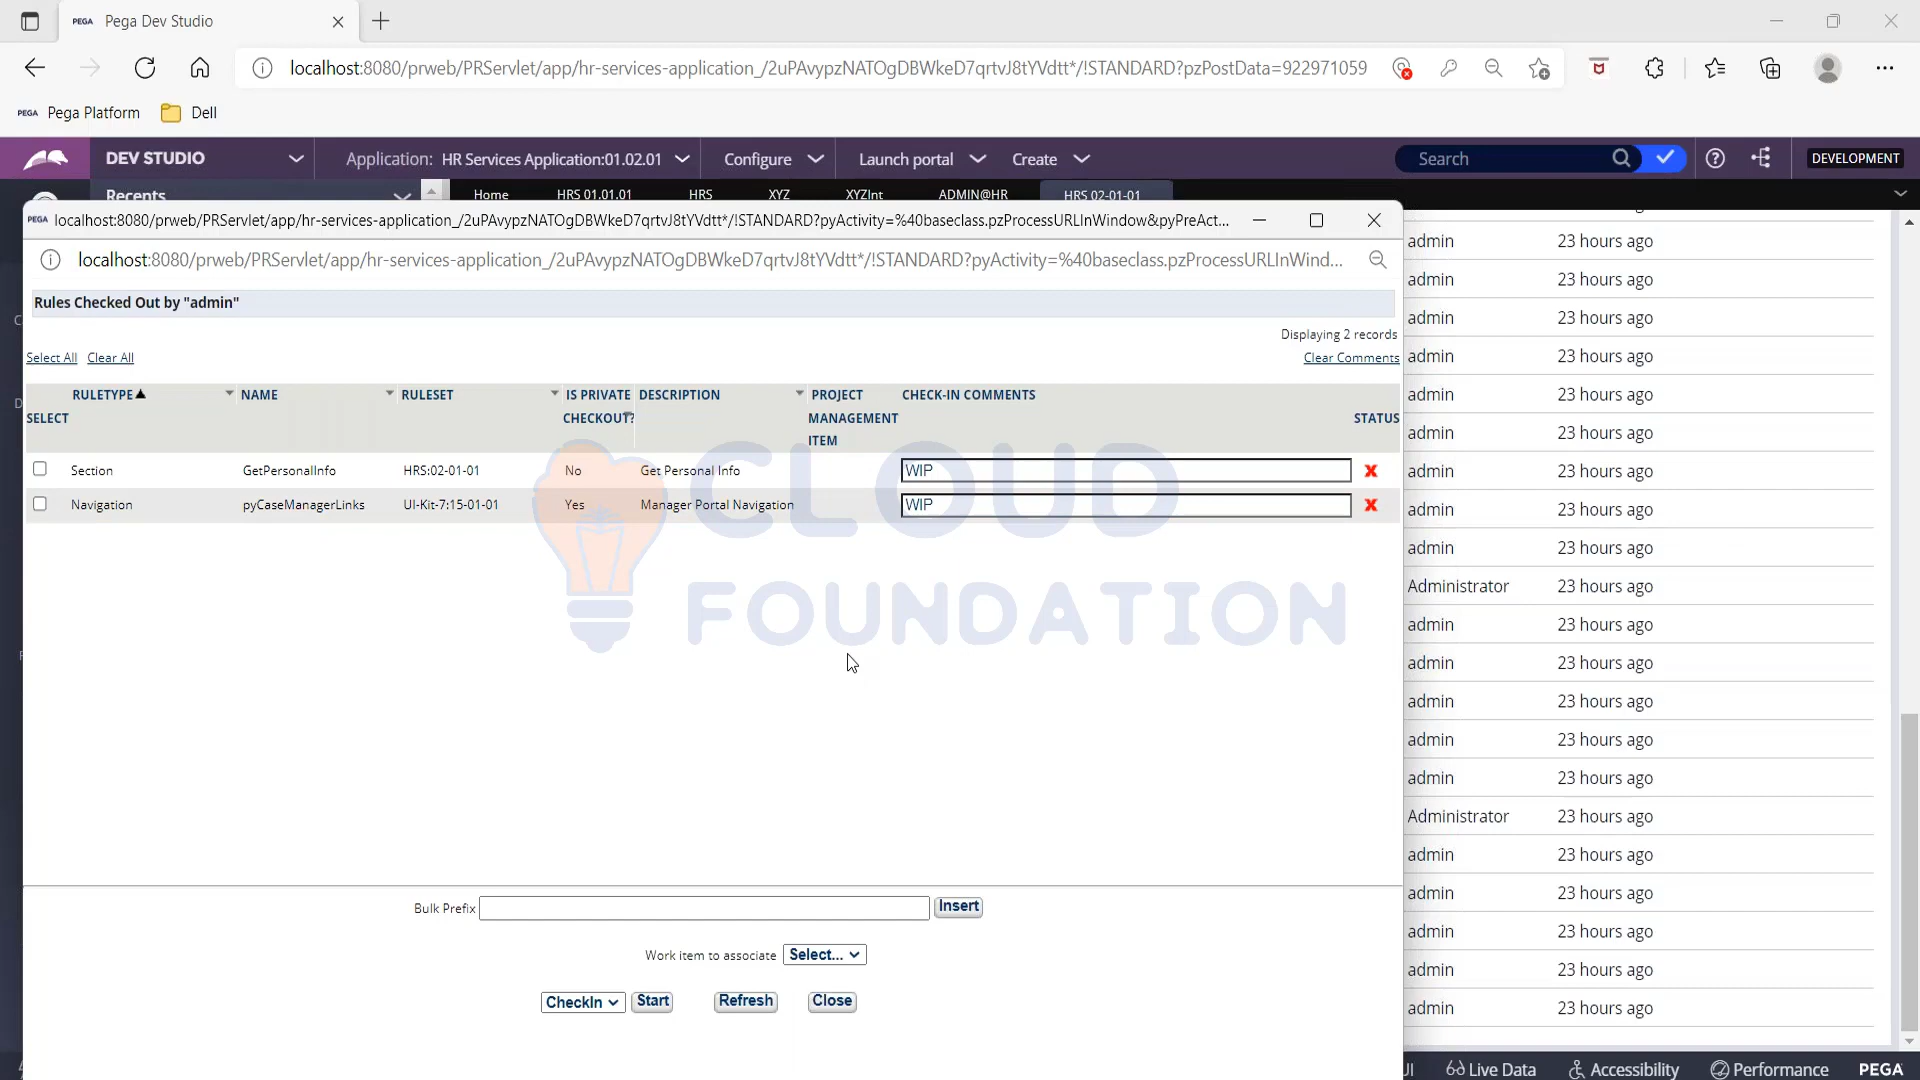 PEGA Pega Dev Studio
localhost:8080/prweb/PRServlet/app/hr-services-application_/2uPAvypzNATOgDBWkeD7qrtvJ8tYVdtt*/!STANDARD?pzPostData=922971059
PEGA Pega Platform Dell
DEV STUDIO Application: HR Services Application:01.02.01 Configure Launch portal Create Search DEVELOPMENT
Recents Home HRS 01.01.01 HRS XYZ XYZInt ADMIN@HR HRS 02-01-01
PEGA localhost:8080/prweb/PRServlet/app/hr-services-application_/2uPAvypzNATOgDBWkeD7qrtvJ8tYVdtt*/!STANDARD?pyActivity=%40baseclass.pzProcessURLInWindow&pyPreAct...
localhost:8080/prweb/PRServlet/app/hr-services-application_/2uPAvypzNATOgDBWkeD7qrtvJ8tYVdtt*/!STANDARD?pyActivity=%40baseclass.pzProcessURLInWind...
Rules Checked Out by "admin"
Displaying 2 records
Select All Clear All Clear Comments
SELECT RULETYPE NAME RULESET IS PRIVATE CHECKOUT? DESCRIPTION PROJECT MANAGEMENT ITEM CHECK-IN COMMENTS STATUS
Section GetPersonalInfo HRS:02-01-01 No Get Personal Info WIP X
Navigation pyCaseManagerLinks UI-Kit-7:15-01-01 Yes Manager Portal Navigation WIP X
CLOUD
FOUNDATION
Bulk Prefix Insert
Work item to associate Select...
CheckIn Start Refresh Close
admin 23 hours ago
admin 23 hours ago
admin 23 hours ago
admin 23 hours ago
admin 23 hours ago
admin 23 hours ago
admin 23 hours ago
admin 23 hours ago
admin 23 hours ago
Administrator 23 hours ago
admin 23 hours ago
admin 23 hours ago
admin 23 hours ago
admin 23 hours ago
admin 23 hours ago
Administrator 23 hours ago
admin 23 hours ago
admin 23 hours ago
admin 23 hours ago
admin 23 hours ago
admin 23 hours ago
Live Data Accessibility Performance PEGA